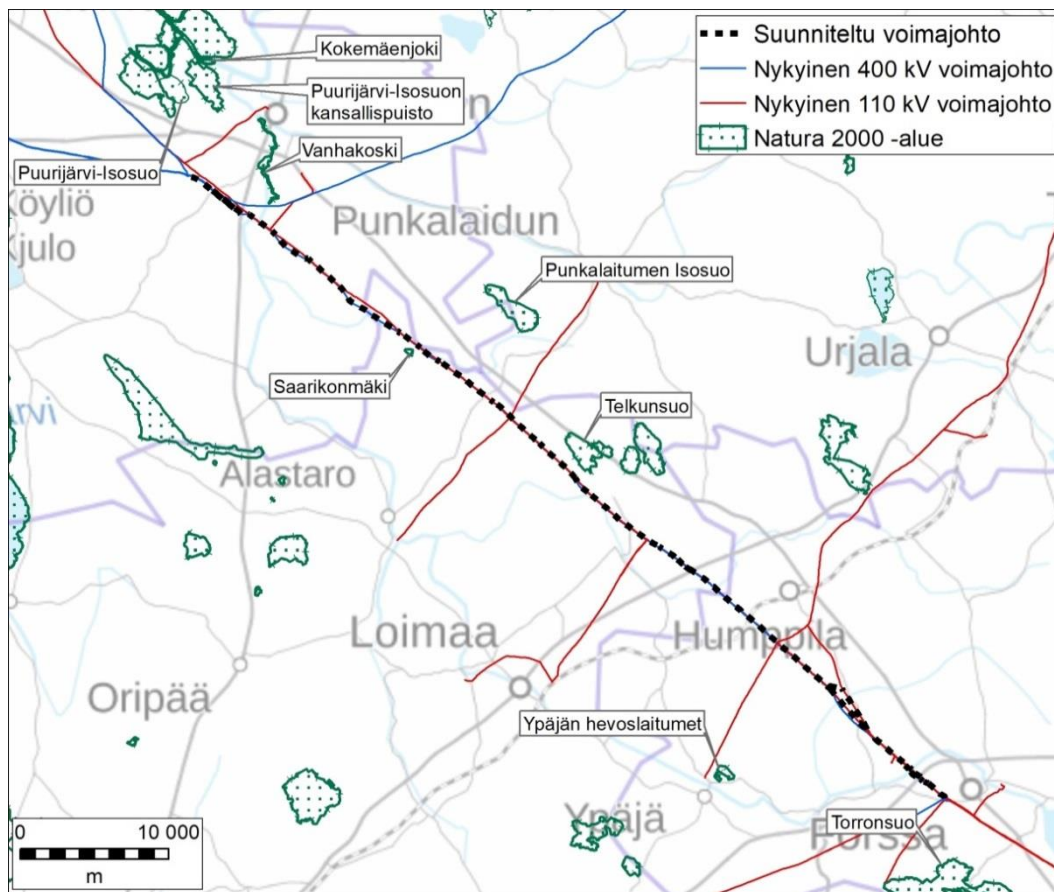 Kokemäenjoki
Puurijärvi-Isosuon
kansallispuisto
Vanhakoski
Puurijärvi-Isosuo
Suunniteltu voimajohto
Nykyinen 400 kV voimajohto
Nykyinen 110 kV voimajohto
Natura 2000 -alue
Köyliö
Kjulo
Punkalaidun
Punkalaitumen Isosuo
Urjala
Saarikonmäki
Telkunsuo
Alastaro
Loimaa
Humppila
Oripää
Ypäjän hevoslaitumet
Ypäjä
Forssa
Torronsuo
0 10 000
m